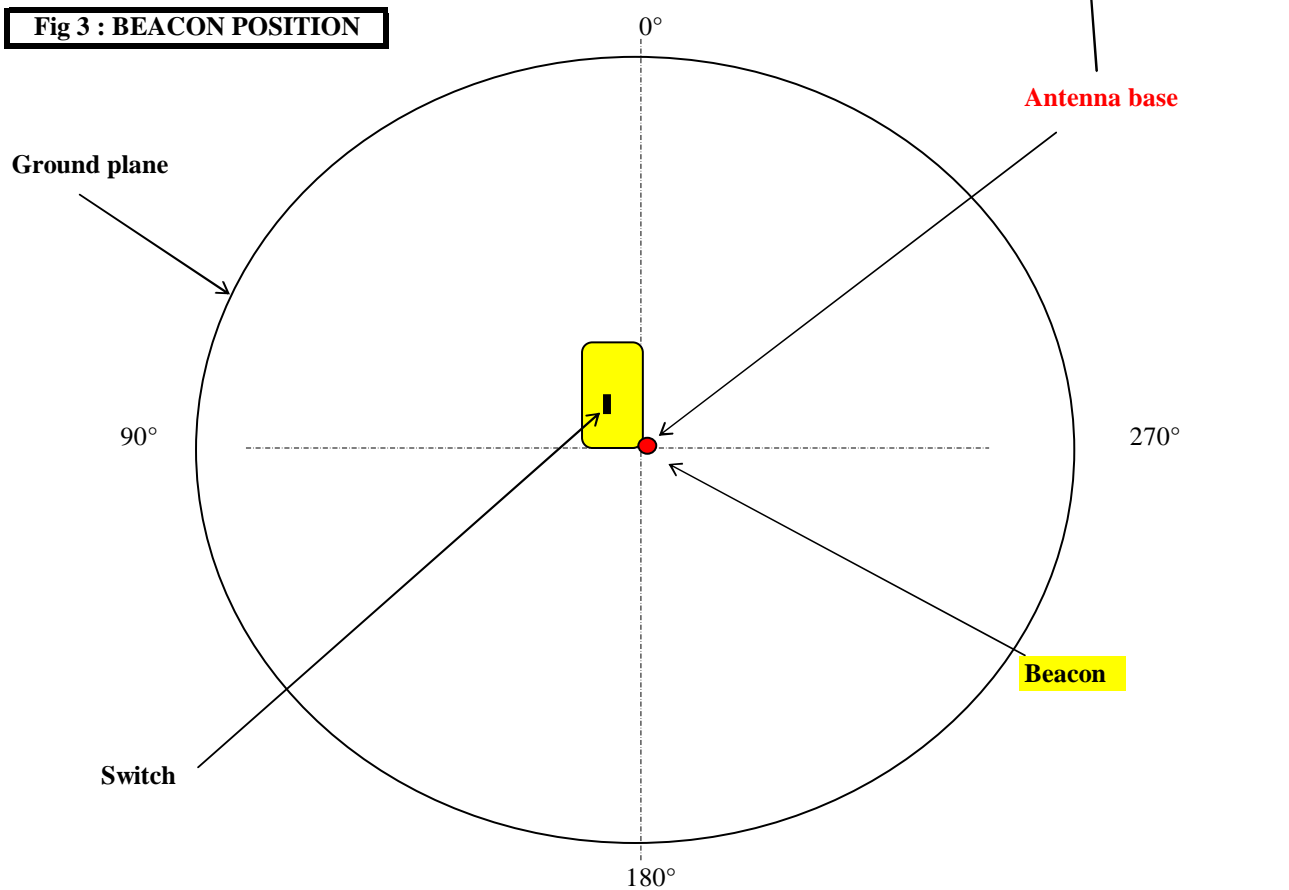 Fig 3 : BEACON POSITION
0°
Antenna base
Ground plane
90°
270°
Beacon
Switch
180°